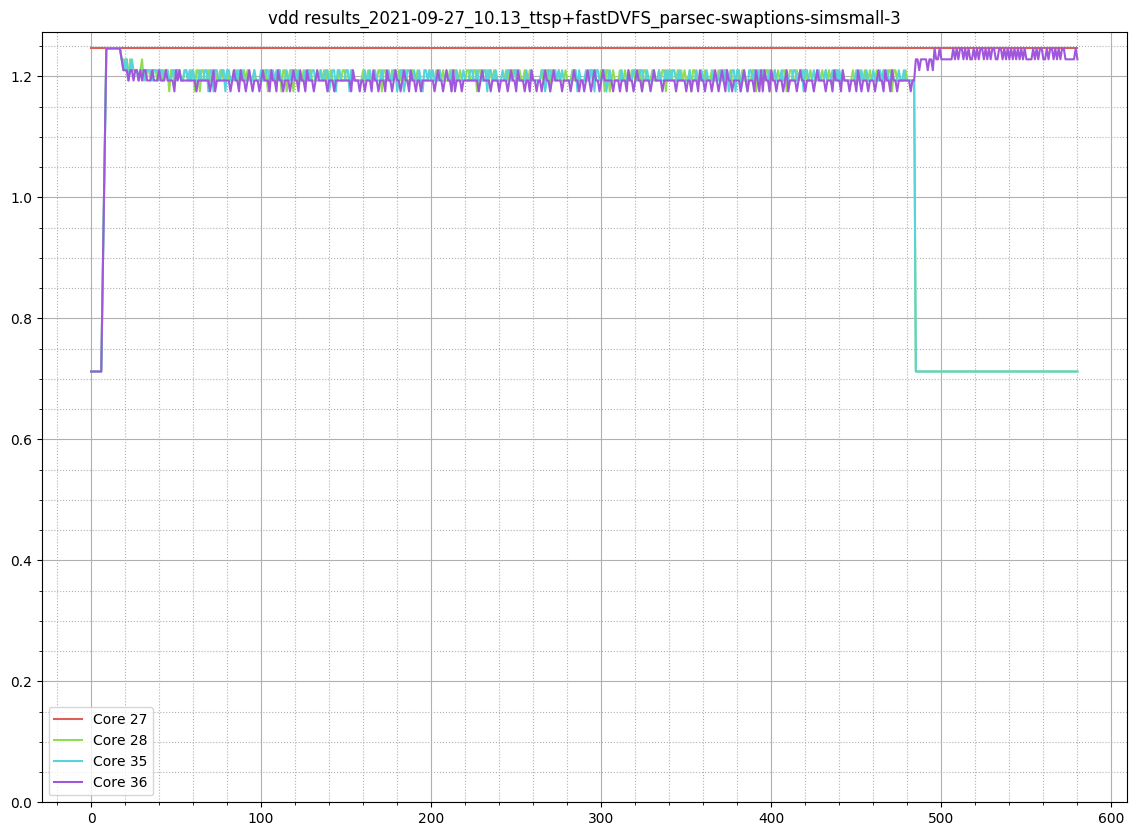 vdd results_2021-09-27_10.13_ttsp+fastDVFS_parsec-swaptions-simsmall-3
1.2
1.0
0.8
0.6
0.4
0.2
0.0
Core 27
Core 28
Core 35
Core 36
0 100 200 300 400 500 600